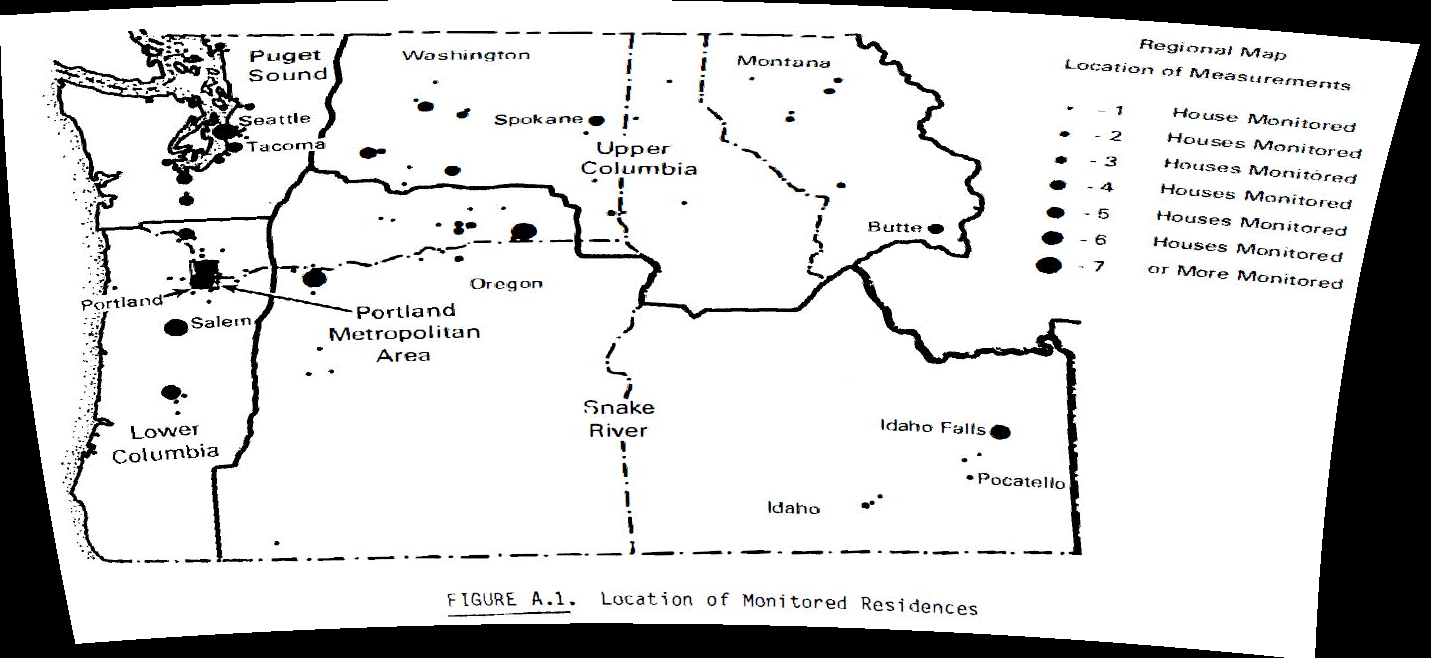 Puget
Sound
Washington
Montana
Seattle
Tacoma
Spokane
Upper
Columbia
Butte
Oregon
Portland
Portland
Metropolitan
Area
Salem
Lower
Columbia
Snake
River
Idaho Falls
Pocatello
Idaho
Regional Map
Location of Measurements
- 1 House Monitored
- 2 Houses Monitored
- 3 Houses Monitored
- 4 Houses Monitored
- 5 Houses Monitored
- 6 Houses Monitored
- 7 or More Monitored
FIGURE A.1. Location of Monitored Residences